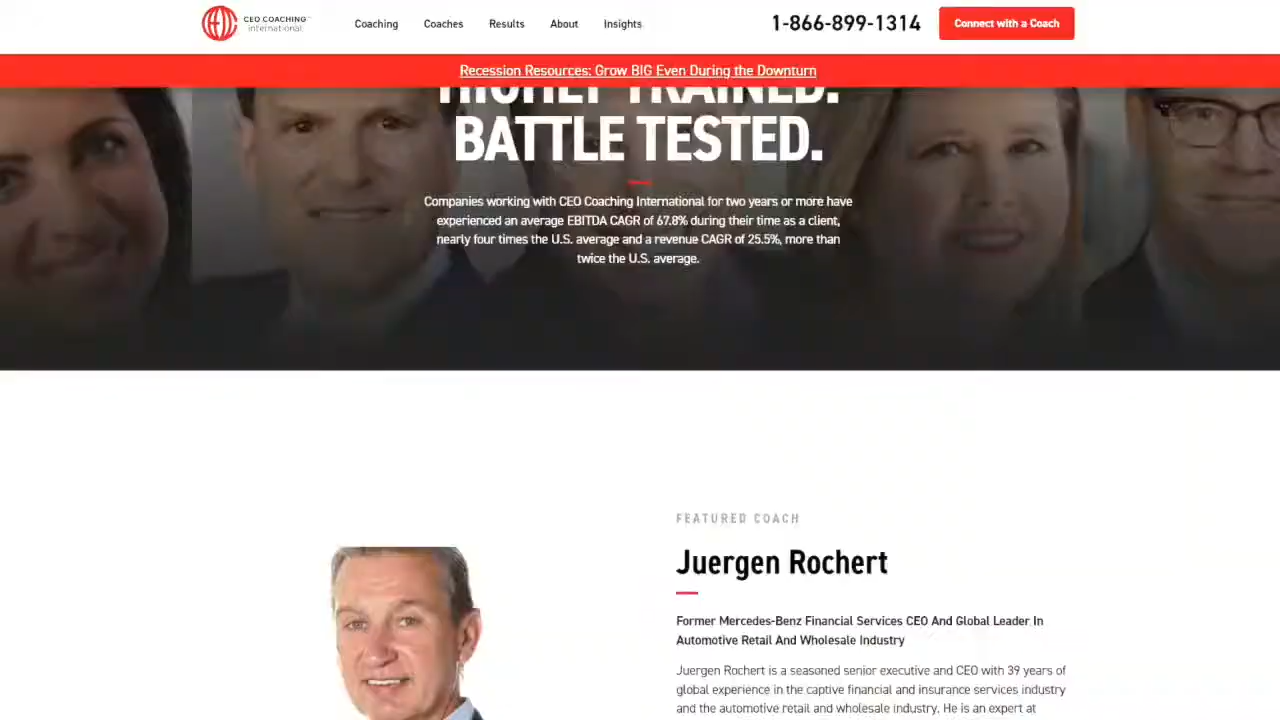 CEO COACHING
international
Coaching
Coaches
Results
About
Insights
1-866-899-1314
Connect with a Coach
Recession Resources: Grow BIG Even During the Downturn
HIGHLY TRAINED.
BATTLE TESTED.
Companies working with CEO Coaching International for two years or more have
experienced an average EBITDA CAGR of 67.8% during their time as a client,
nearly four times the U.S. average and a revenue CAGR of 25.5%, more than
twice the U.S. average.
FEATURED COACH
Juergen Rochert
Former Mercedes-Benz Financial Services CEO And Global Leader In
Automotive Retail And Wholesale Industry
Juergen Rochert is a seasoned senior executive and CEO with 39 years of
global experience in the captive financial and insurance services industry
and the automotive retail and wholesale industry. He is an expert at